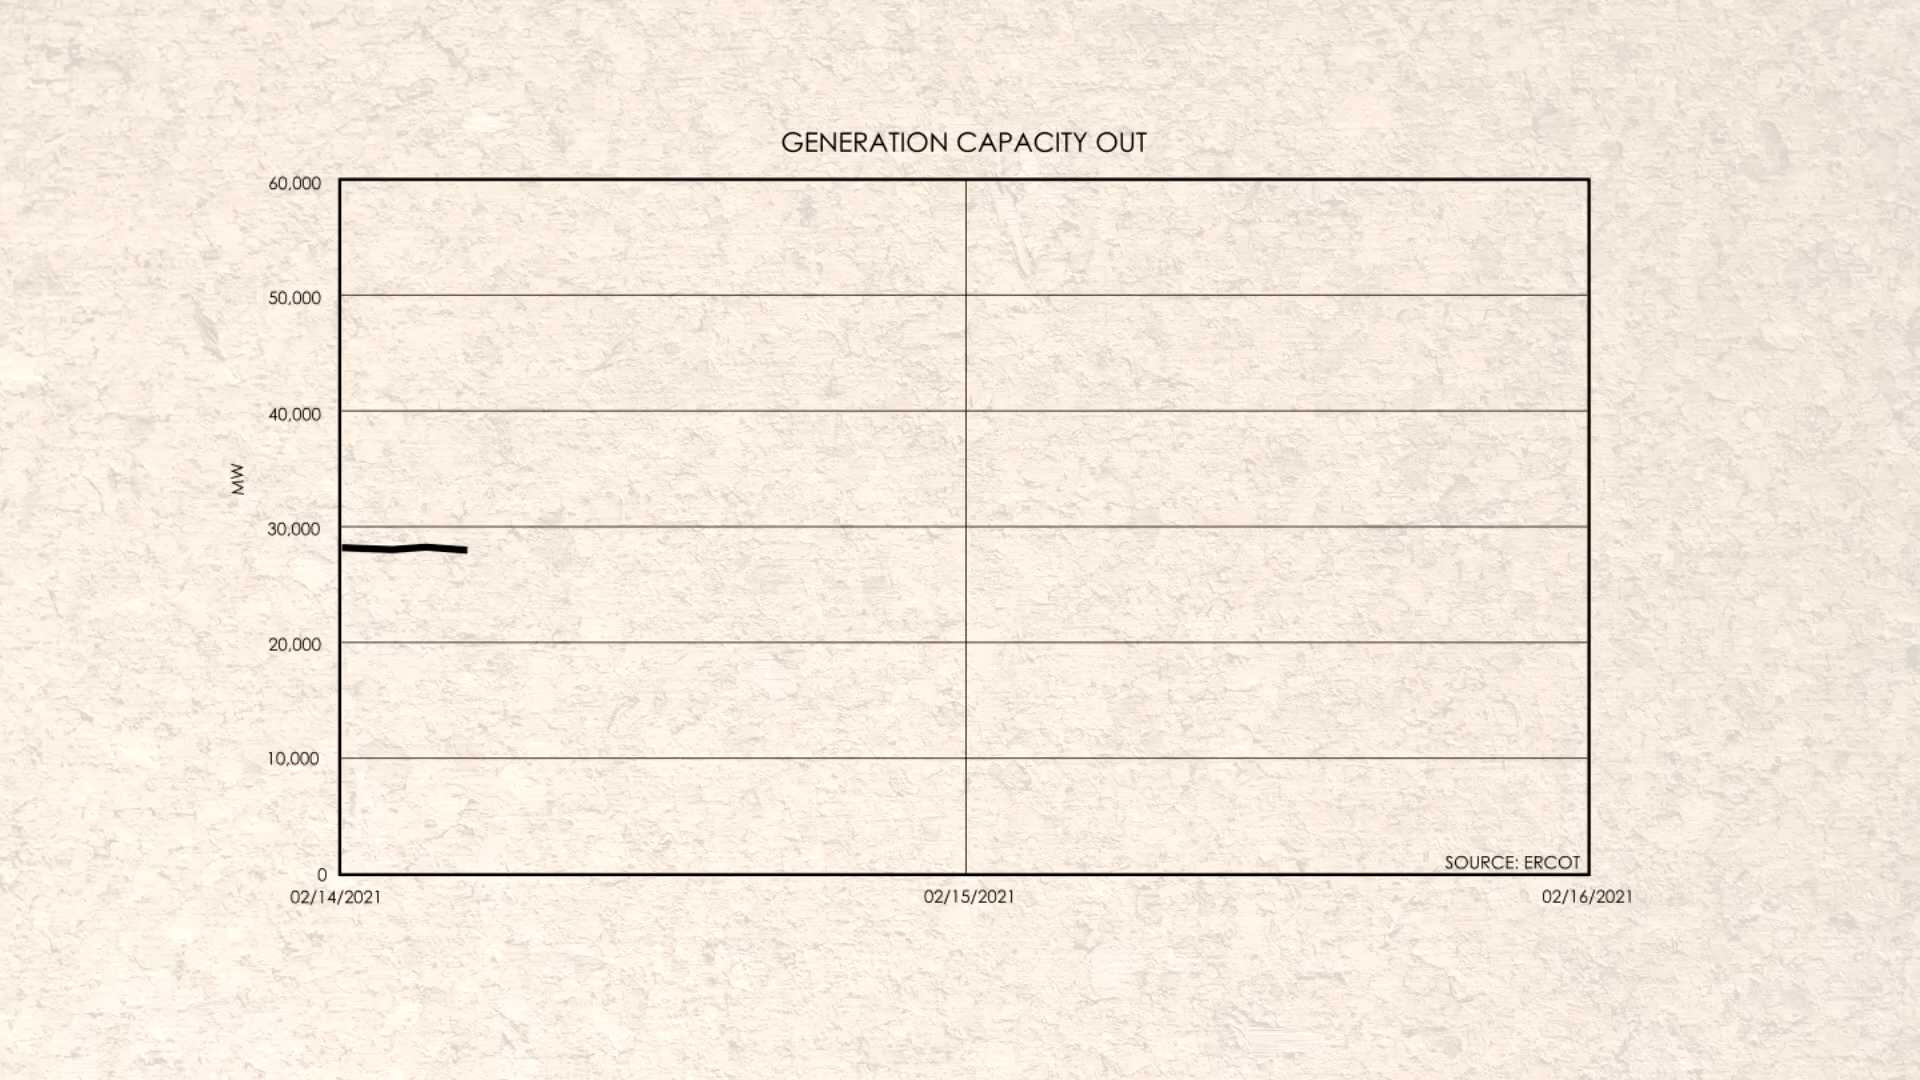 GENERATION CAPACITY OUT
60,000
50,000
40,000
MW
30,000
20,000
10,000
SOURCE: ERCOT
0
02/14/2021 02/15/2021 02/16/2021